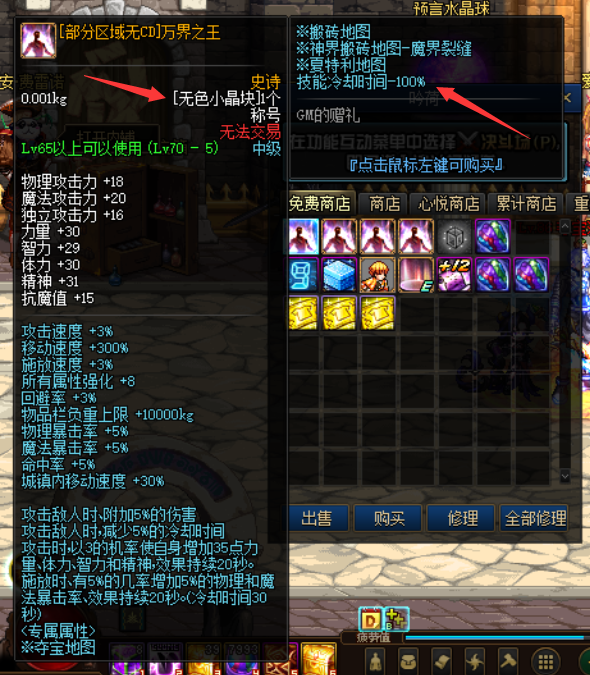 预言水晶球
[部分区域无CD]万界之王
史诗
0.001kg
[无色小晶块]1个
称号
无法交易
Lv65以上可以使用 (Lv70 - 5)
中级
物理攻击力 +18
魔法攻击力 +20
独立攻击力 +16
力量 +30
智力 +29
体力 +30
精神 +31
抗魔值 +15
攻击速度 +3%
移动速度 +300%
施放速度 +3%
所有属性强化 +8
回避率 +3%
物品栏负重上限 +10000kg
物理暴击率 +5%
魔法暴击率 +5%
命中率 +5%
城镇内移动速度 +30%
攻击敌人时、附加5%的伤害
攻击敌人时、减少5%的冷却时间
攻击时、以3的机率使自身增加35点力
量、体力、智力和精神、效果持续20秒。
施放时、有5%的几率增加5%的物理和魔
法暴击率、效果持续20秒。(冷却时间30
秒)
<专属属性>
※夺宝地图
※搬砖地图
※神界搬砖地图-魔界裂缝
※夏特利地图
技能冷却时间-100%
GM的赠礼
在功能互动菜单中选择
决斗场(P),
『点击鼠标左键可购买』
免费商店
商店
心悦商店
累计商店
重
+12
E
出售
购买
修理
全部修理
D
疲劳值